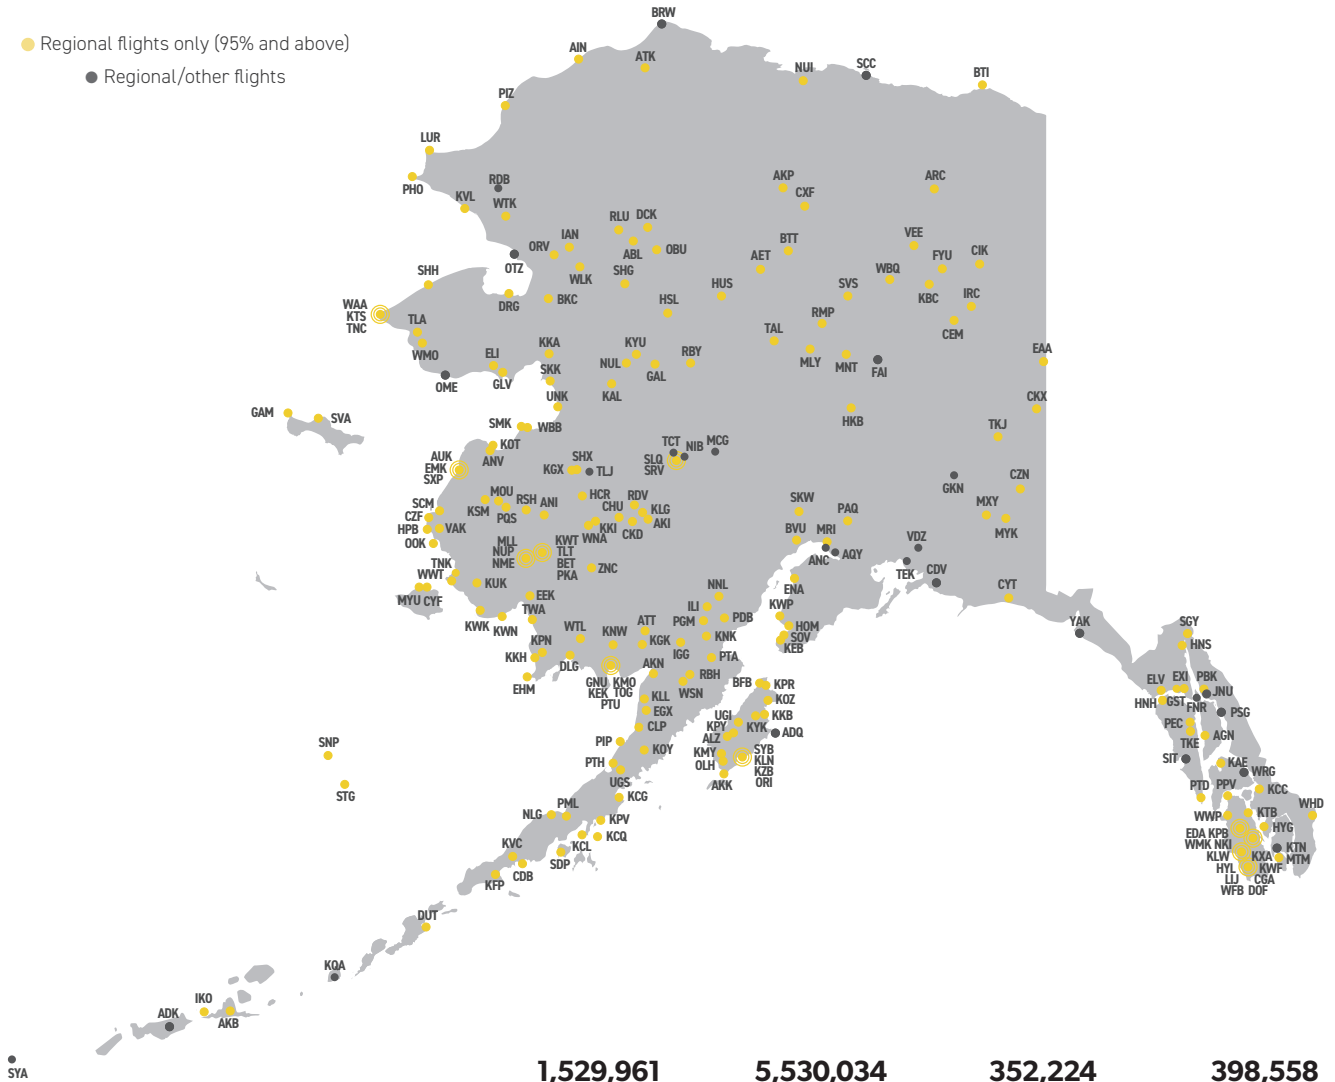 BRW
Regional flights only (95% and above)
AIN
ATK
Regional/other flights
NUI
SCC
BTI
PIZ
LUR
PHO
RDB
KVL
WTK
AKP
CXF
ARC
RLU DCK
IAN
ORV
ABL
OBU
BTT
VEE
OTZ
WLK
SHG
AET
WBQ
FYU
CIK
SHH
DRG
BKC
HUS
SVS
KBC
IRC
WAA
KTS
TNC
TLA
HSL
RMP
CEM
WMO
ELI
KKA
KYU
TAL
EAA
OME
GLV
SKK
NUL
GAL
RBY
MLY
MNT
FAI
UNK
KAL
CKX
GAM
SVA
SMK
WBB
HKB
TKJ
KOT
ANV
AUK
EMK
SXP
KGX
SHX
TLJ
TCT
NIB
MCG
SLQ
SRV
GKN
CZN
SCM
CZF
HPB
VAK
OOK
KSM
MOU
PQS
RSH
ANI
HCR
CHU
RDV
KLG
AKI
CKD
KKI
WNA
SKW
PAQ
MXY
MYK
MLL
NUP
NME
KWT
TLT
BET
PKA
ZNC
BVU
MRI
ANC
AQY
VDZ
TEK
CDV
TNK
WWT
MYU CYF
KUK
EEK
TWA
KWK
KWN
ENA
CYT
NNL
ILI
PGM
PDB
KWP
HOM
SOV
KEB
YAK
SGY
HNS
KPN
KKH
EHM
WTL
DLG
KNW
ATT
KGK
IGG
KNK
PTA
GNU KMO
KEK TOG
PTU
AKN
RBH
WSN
BFB
KPR
KOZ
KKB
ELV
EXI
PBK
JNU
HNH
GST
FNR
PSG
KLL
EGX
CLP
UGI
KPY
KYK
ALZ
ADQ
PEC
TKE
AGN
SNP
STG
PIP
KOY
PTH
UGS
KMY
OLH
AKK
SYB
KLN
KZB
ORI
SIT
KAE
WRG
PTD
PPV
KCC
WHD
NLG
PML
KCG
KPV
KCQ
KCL
WWP
KTB
HYG
EDA KPB
WMK NKI
KTN
MTM
KVC
CDB
SDP
KFP
KLW
KXA
HYL
KWF
LIJ
CGA
WFB DOF
DUT
KQA
IKO
ADK
AKB
SYA
1,529,961 5,530,034 352,224 398,558